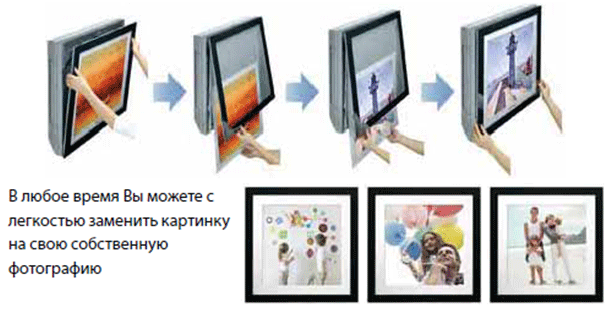 В любое время Вы можете с
легкостью заменить картинку
на свою собственную
фотографию